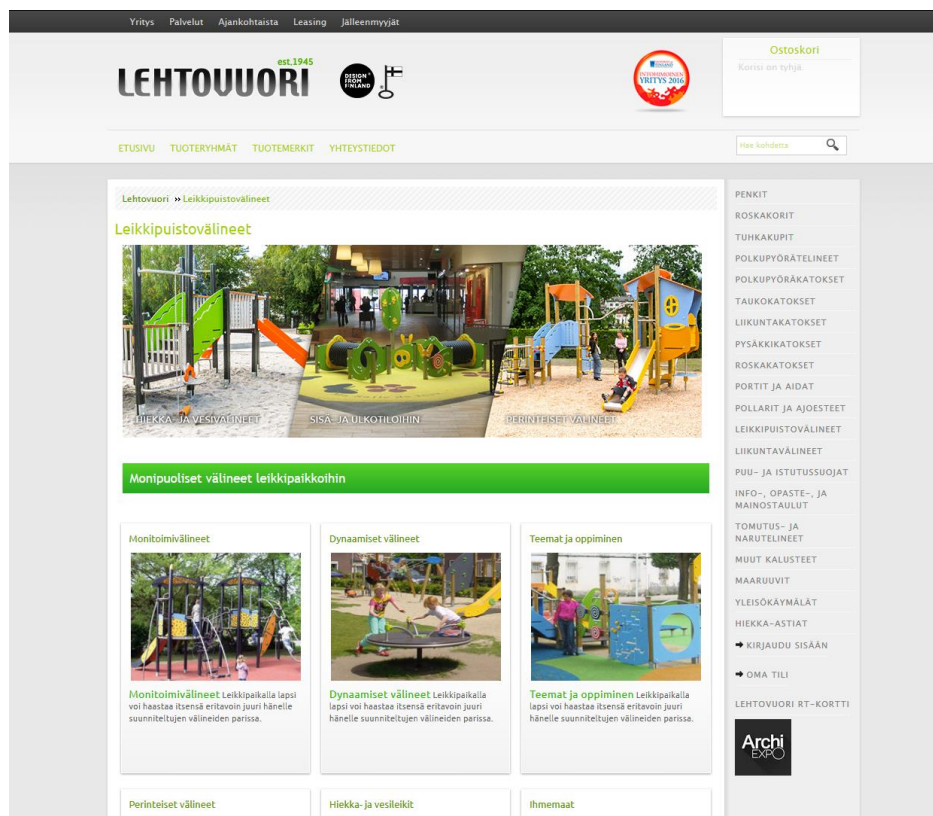 Yritys Palvelut Ajankohtaista Leasing Jälleenmyyjät
est.1945
LEHTOVUORI
DESIGN
FROM
FINLAND
INTOHIMOINEN
YRITYS 2016
Ostoskori
Korisi on tyhjä.
ETUSIVU TUOTERYHMÄT TUOTEMERKIT YHTEYSTIEDOT
Hae kohdetta
Lehtovuori » Leikkipuistovälineet
Leikkipuistovälineet
HIEKKA- JA VESIVÄLINEET
SISÄ- JA ULKOTILOIHIN
PERINTEISET VÄLINEET
Monipuoliset välineet leikkipaikkoihin
Monitoimivälineet
Monitoimivälineet Leikkipaikalla lapsi
voi haastaa itsensä eritavoin juuri hänelle
suunniteltujen välineiden parissa.
Dynaamiset välineet
Dynaamiset välineet Leikkipaikalla
lapsi voi haastaa itsensä eritavoin juuri
hänelle suunniteltujen välineiden parissa.
Teemat ja oppiminen
Teemat ja oppiminen Leikkipaikalla
lapsi voi haastaa itsensä eritavoin juuri
hänelle suunniteltujen välineiden parissa.
Perinteiset välineet
Hiekka- ja vesileikit
Ihmemaat
PENKIT
ROSKAKORIT
TUHKAKUPIT
POLKUPYÖRÄTELINEET
POLKUPYÖRÄKATOKSET
TAUKOKATOKSET
LIIKUNTAKATOKSET
PYSÄKKIKATOKSET
ROSKAKATOKSET
PORTIT JA AIDAT
POLLARIT JA AJOESTEET
LEIKKIPUISTOVÄLINEET
LIIKUNTAVÄLINEET
PUU- JA ISTUTUSSUOJAT
INFO-, OPASTE-, JA
MAINOSTAULUT
TOMUTUS- JA
NARUTELINEET
MUUT KALUSTEET
MAARUUVIT
YLEISÖKÄYMÄLÄT
HIEKKA-ASTIAT
KIRJAUDU SISÄÄN
OMA TILI
LEHTOVUORI RT-KORTTI
Archi
EXPO